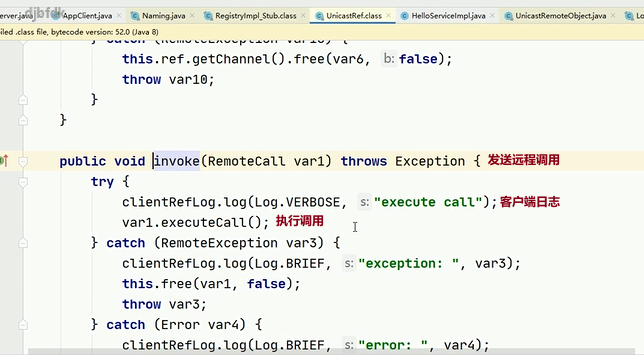 erver.java AppClient.java Naming.java RegistryImpl_Stub.class UnicastRef.class HelloServiceImpl.java UnicastRemoteObject.java Lo
djbfdk
piled .class file, bytecode version: 52.0 (Java 8)
this.ref.getChannel().free(var6, b: false);
throw var10;
}
}
public void invoke(RemoteCall var1) throws Exception { 发送远程调用
try {
clientRefLog.log(Log.VERBOSE, s: "execute call"); 客户端日志
var1.executeCall(); 执行调用
} catch (RemoteException var3) {
clientRefLog.log(Log.BRIEF, s: "exception: ", var3);
this.free(var1, false);
throw var3;
} catch (Error var4) {
clientRefLog.log(Log.BRIEF, s: "error: ", var4);